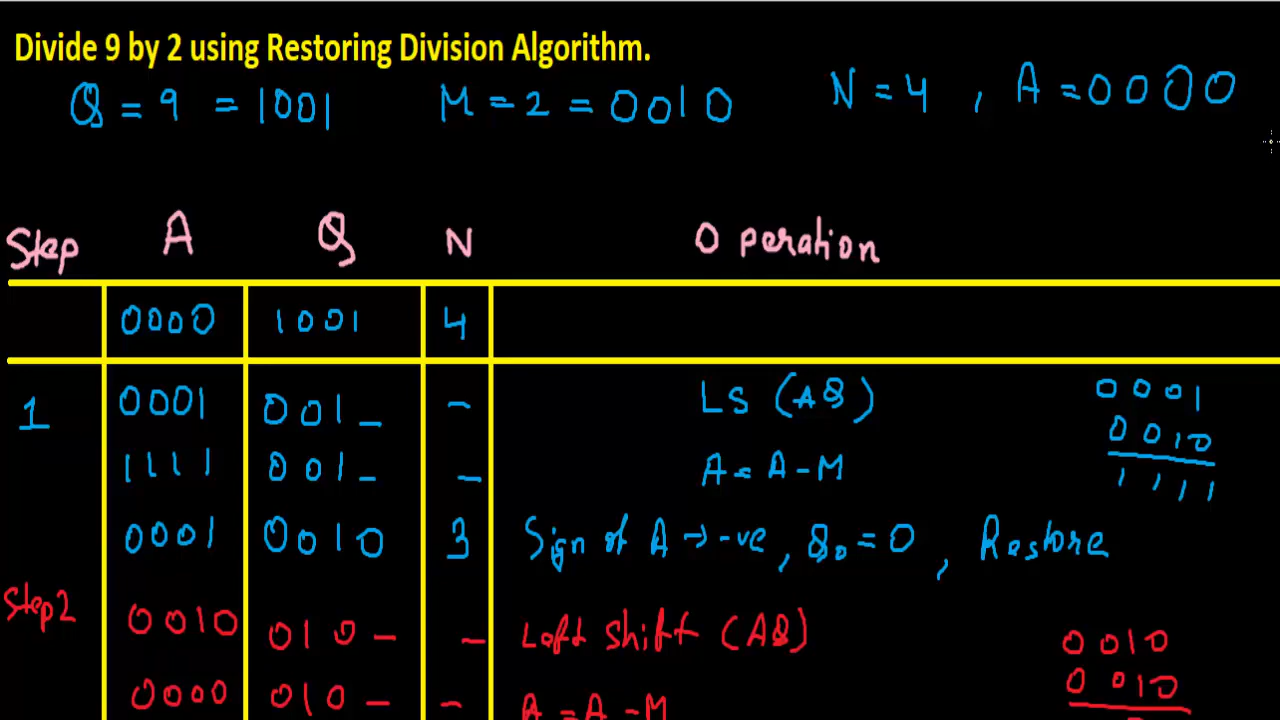 Divide 9 by 2 using Restoring Division Algorithm.
Q = 9 = 1001 M = 2 = 0010 N = 4 , A = 0000
Step A Q N Operation
0000 1001 4
1 0001 001_ - LS (AQ) 0001
1111 001_ - A = A - M 0010
1111
0001 0010 3 Sign of A → -ve, Q0 = 0, Restore
Step2 0010 010_ - Left shift (AQ) 0010
0000 010_ - A = A - M 0010